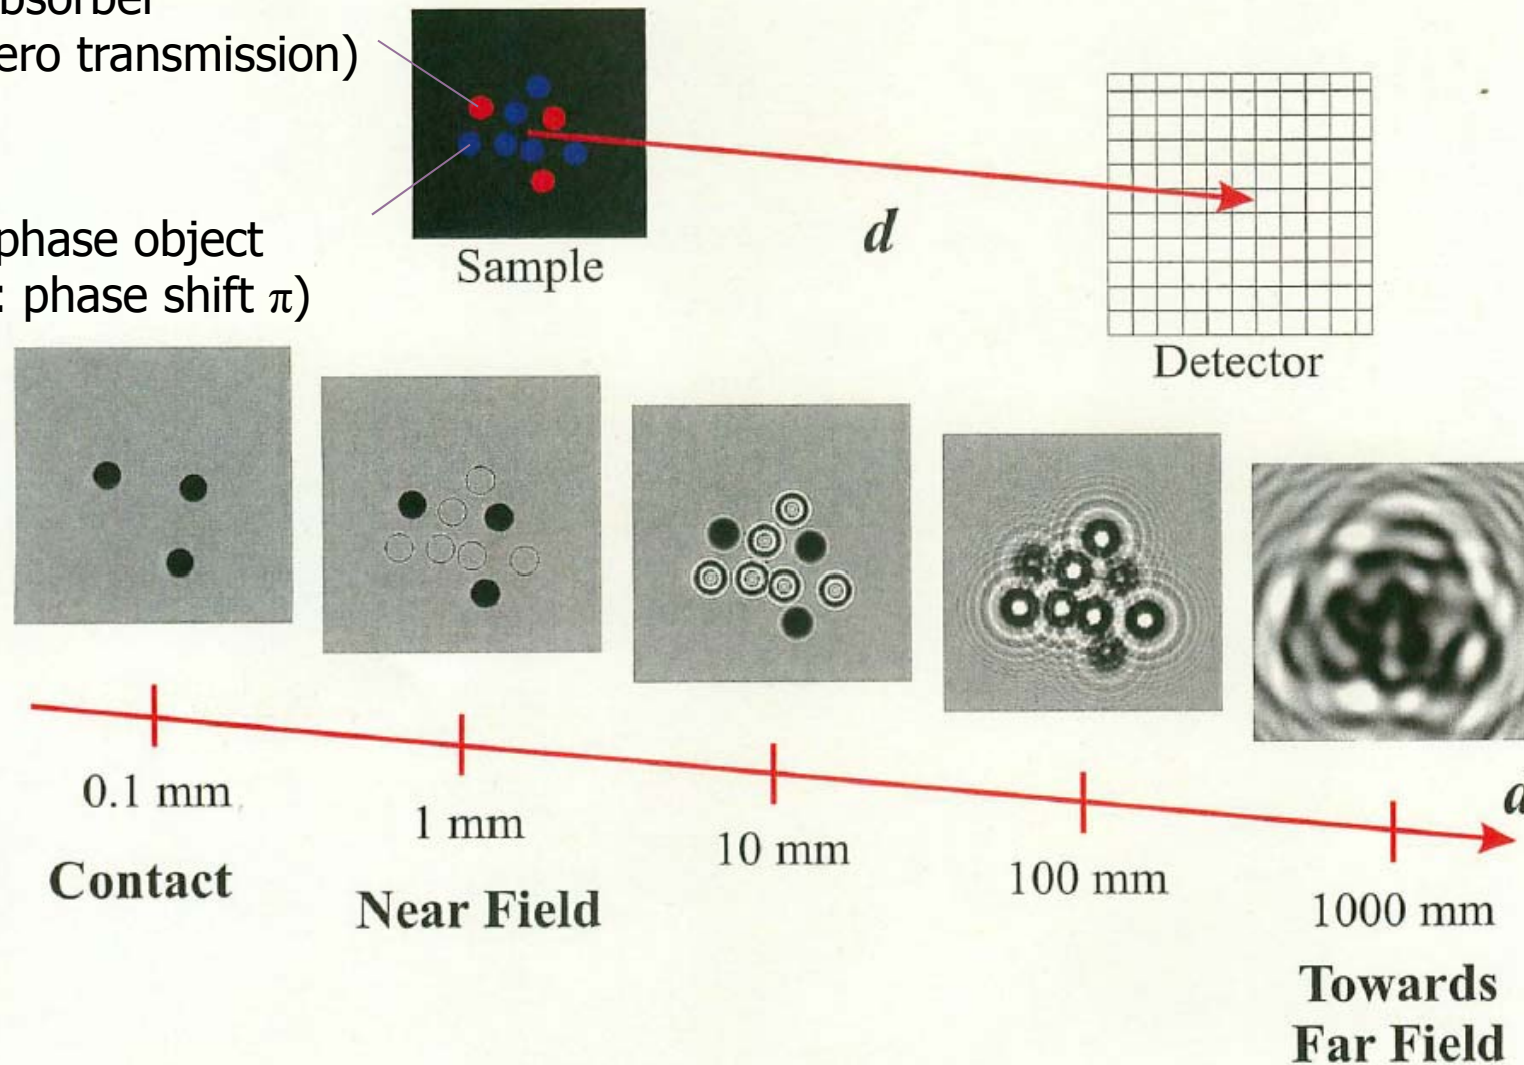 ero transmission)
phase object
: phase shift π)
Sample
d
Detector
0.1 mm
1 mm
10 mm
100 mm
1000 mm
d
Contact
Near Field
Towards
Far Field